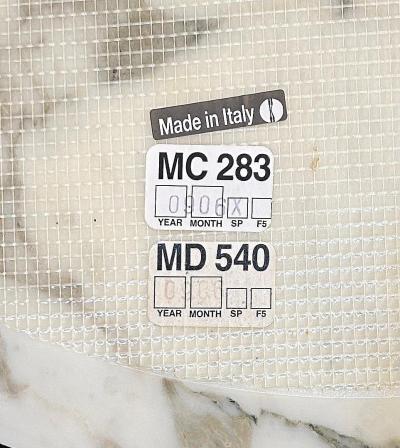 Made in Italy
MC 283
0906X
YEAR MONTH SP F5
MD 540
YEAR MONTH SP F5